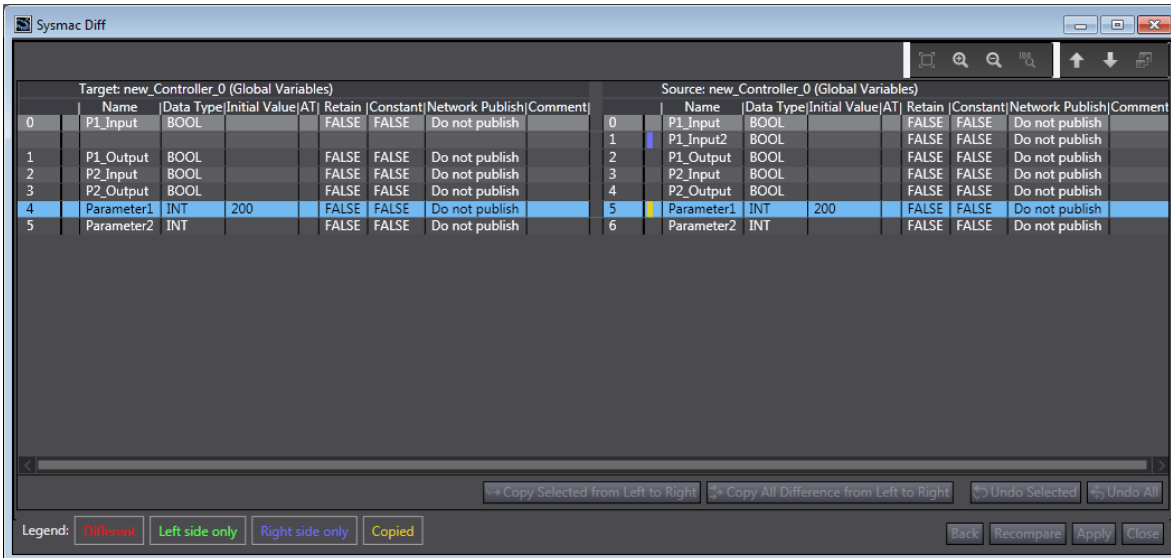 Sysmac Diff
100
Target: new_Controller_0 (Global Variables) Source: new_Controller_0 (Global Variables)
| Name |Data Type|Initial Value|AT| Retain |Constant|Network Publish|Comment| | Name |Data Type|Initial Value|AT| Retain |Constant|Network Publish|Comment
0 P1_Input BOOL FALSE FALSE Do not publish 0 P1_Input BOOL FALSE FALSE Do not publish
1 P1_Input2 BOOL FALSE FALSE Do not publish
1 P1_Output BOOL FALSE FALSE Do not publish 2 P1_Output BOOL FALSE FALSE Do not publish
2 P2_Input BOOL FALSE FALSE Do not publish 3 P2_Input BOOL FALSE FALSE Do not publish
3 P2_Output BOOL FALSE FALSE Do not publish 4 P2_Output BOOL FALSE FALSE Do not publish
4 Parameter1 INT 200 FALSE FALSE Do not publish 5 Parameter1 INT 200 FALSE FALSE Do not publish
5 Parameter2 INT FALSE FALSE Do not publish 6 Parameter2 INT FALSE FALSE Do not publish
Copy Selected from Left to Right Copy All Difference from Left to Right Undo Selected Undo All
Legend: Different Left side only Right side only Copied Back Recompare Apply Close